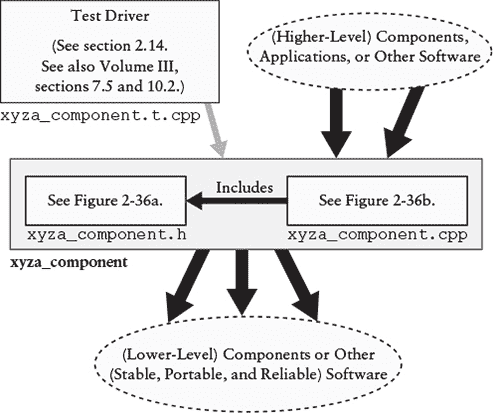 Test Driver
(See section 2.14.
See also Volume III,
sections 7.5 and 10.2.)
xyza_component.t.cpp
(Higher-Level) Components,
Applications, or Other Software
See Figure 2-36a.
Includes
See Figure 2-36b.
xyza_component.h
xyza_component.cpp
xyza_component
(Lower-Level) Components or Other
(Stable, Portable, and Reliable) Software